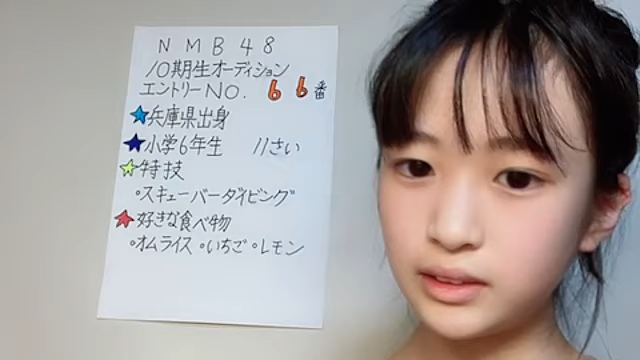 NMB48
10期生オーディション
エントリーNO. 66番
★兵庫県出身
★小学6年生 11さい
★特技
。スキューバーダイビング
★好きな食べ物
。オムライス 。いちご 。レモン